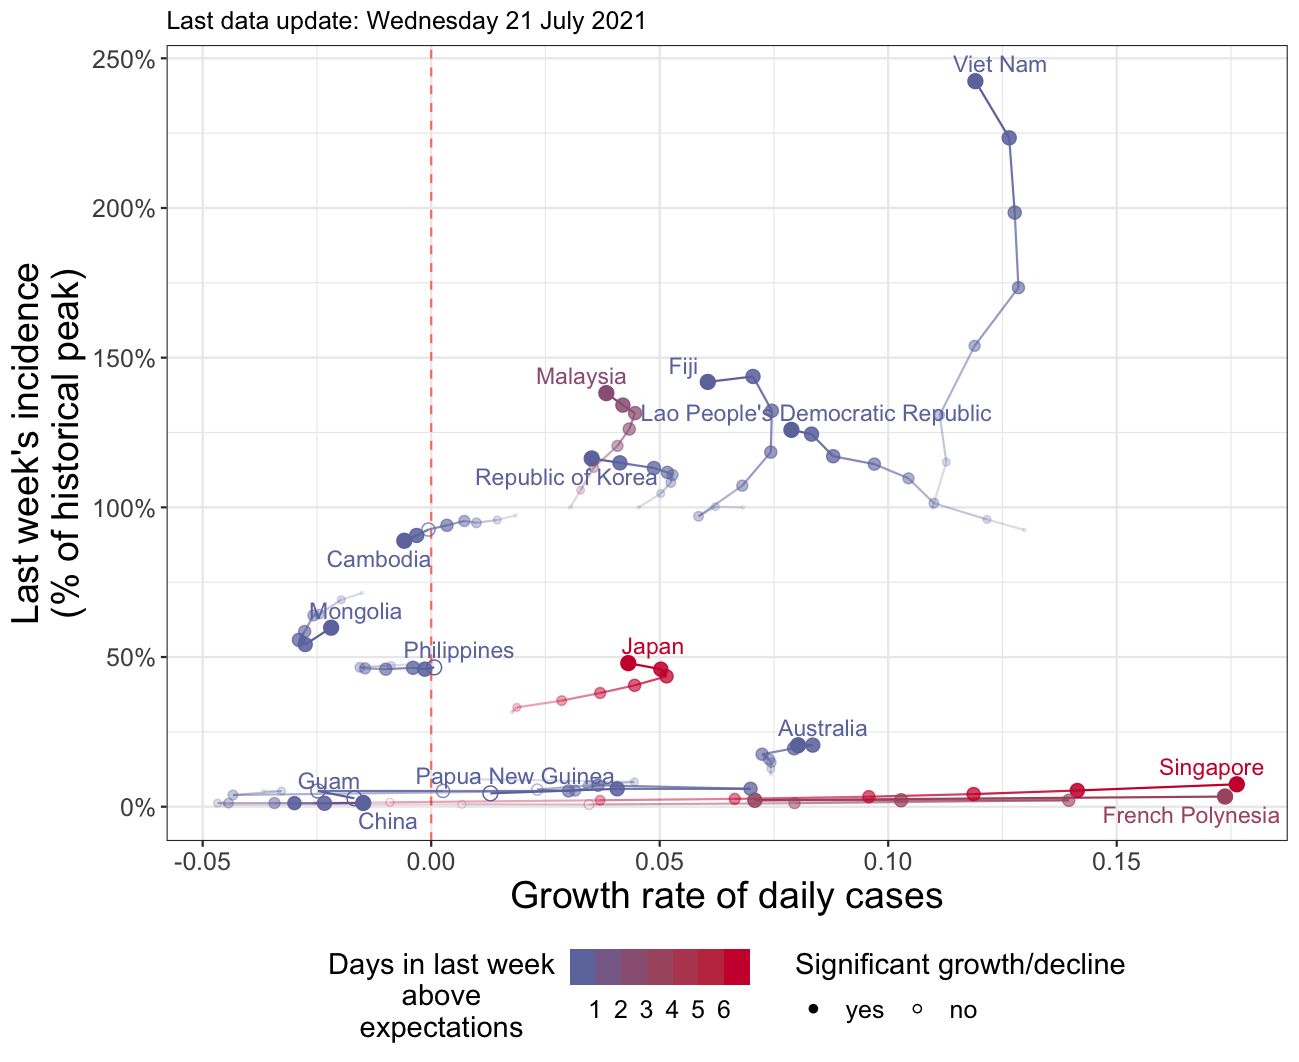 Last data update: Wednesday 21 July 2021
250%
200%
150%
100%
50%
0%
Last week's incidence
(% of historical peak)
Viet Nam
Fiji
Malaysia
Lao People's Democratic Republic
Republic of Korea
Cambodia
Mongolia
Philippines
Japan
Australia
Singapore
Guam
Papua New Guinea
French Polynesia
China
-0.05
0.00
0.05
0.10
0.15
Growth rate of daily cases
Days in last week
above
expectations
1 2 3 4 5 6
Significant growth/decline
yes
no